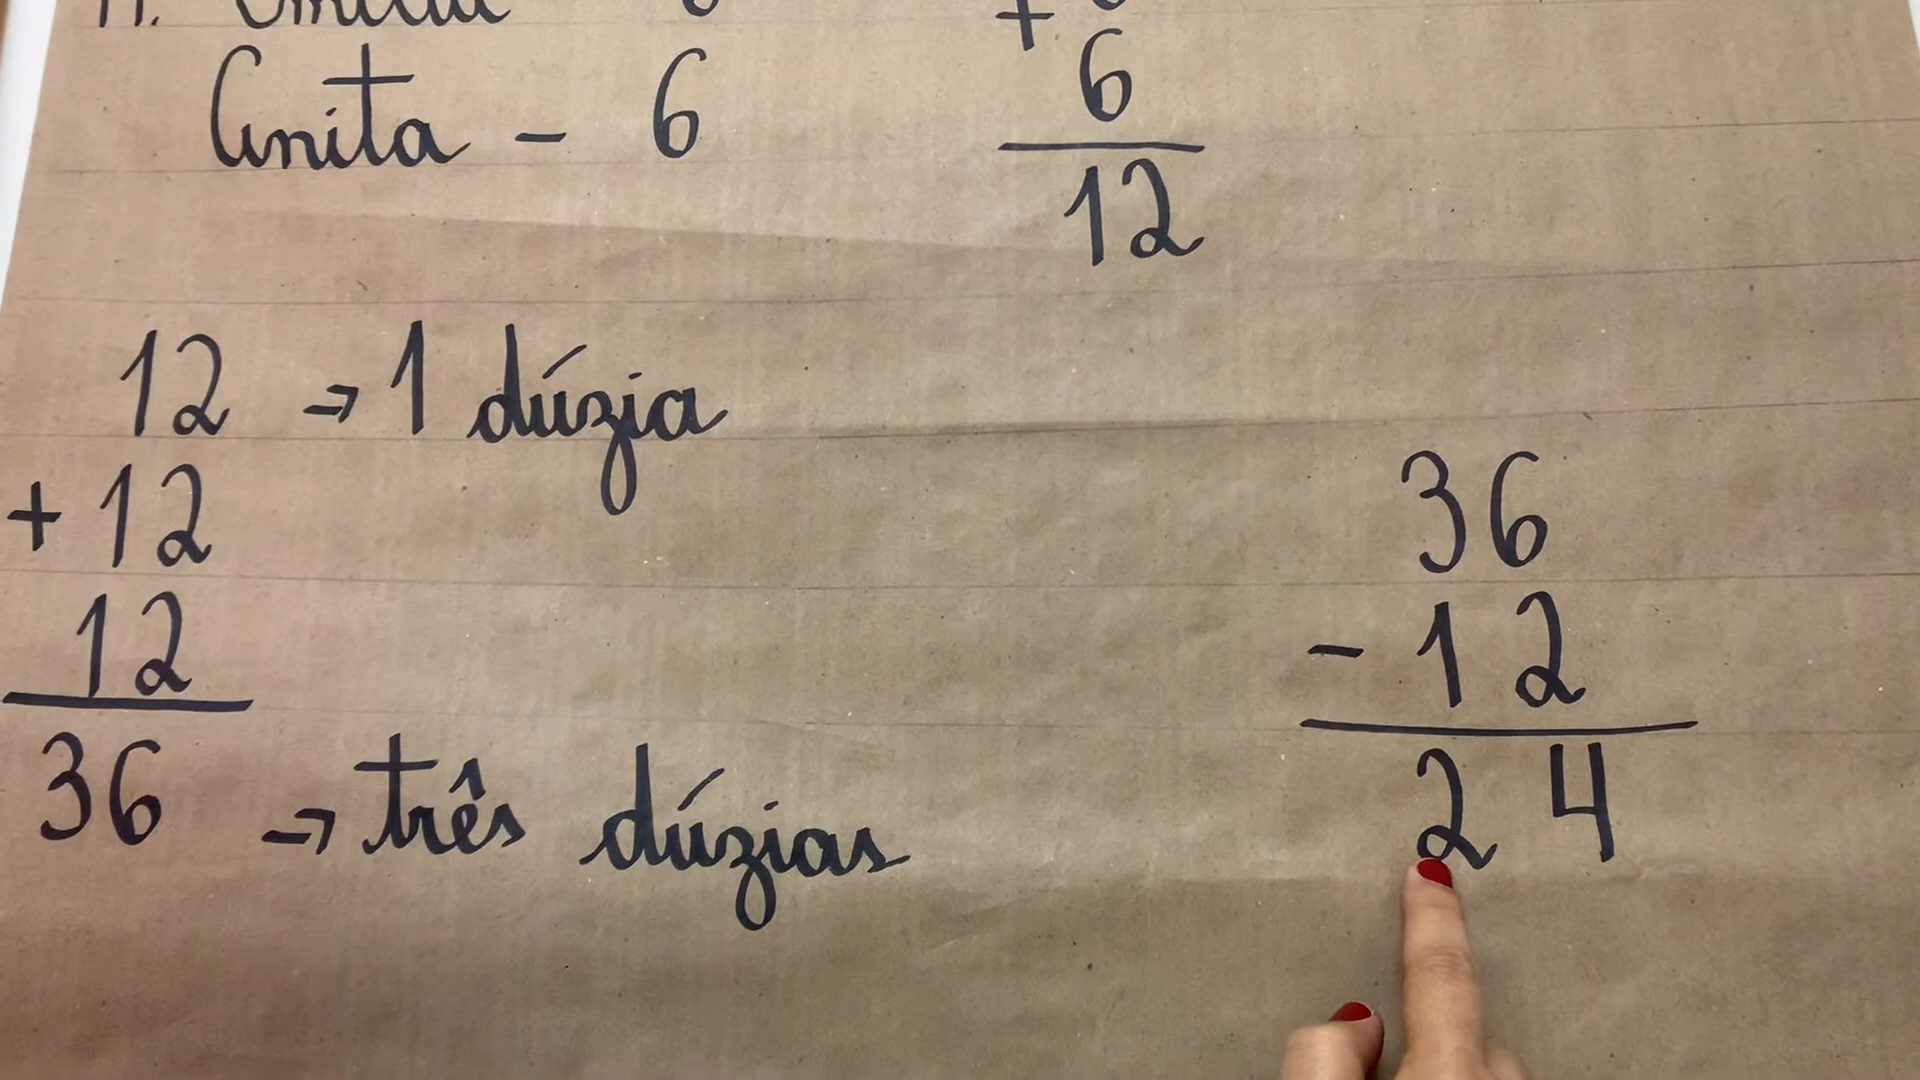 Anita - 6
+
6
12
12 → 1 dúzia
+ 12
12
36 → três dúzias
36
- 12
24